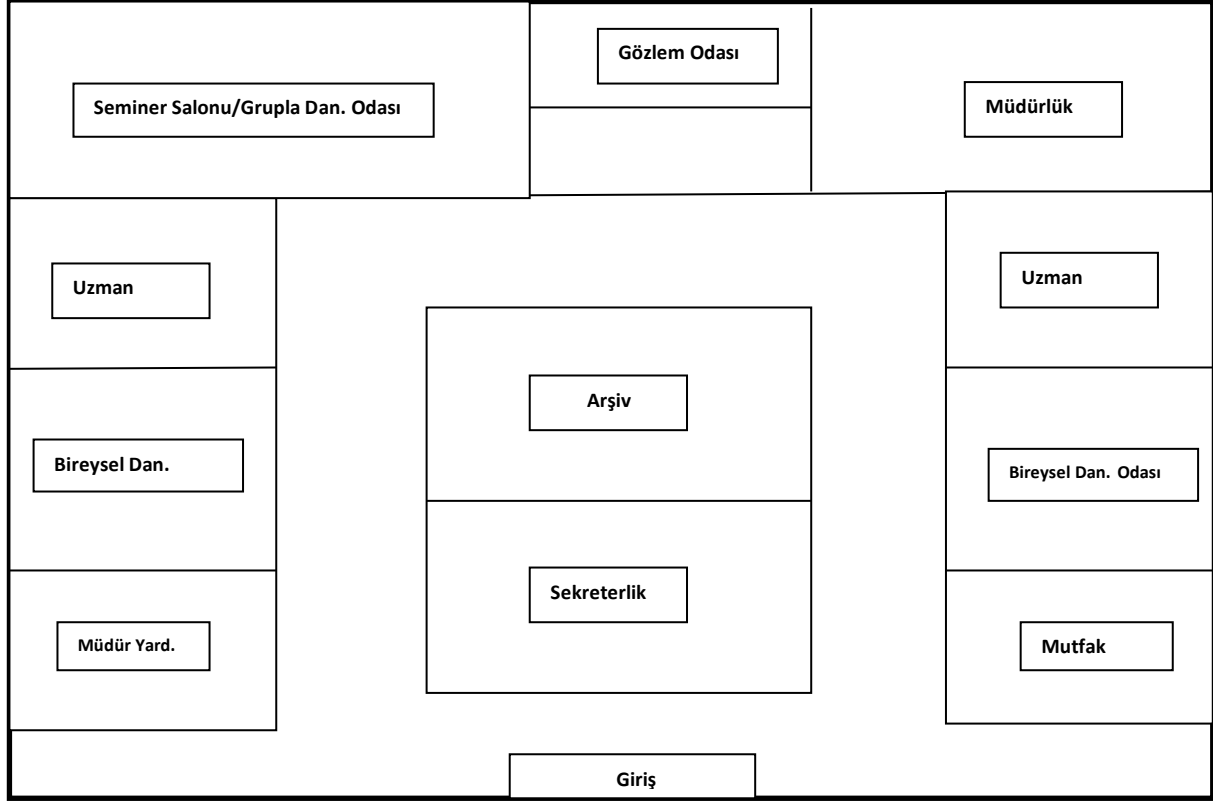 Gözlem Odası
Seminer Salonu/Grupla Dan. Odası
Müdürlük
Uzman
Uzman
Arşiv
Bireysel Dan.
Bireysel Dan. Odası
Sekreterlik
Müdür Yard.
Mutfak
Giriş